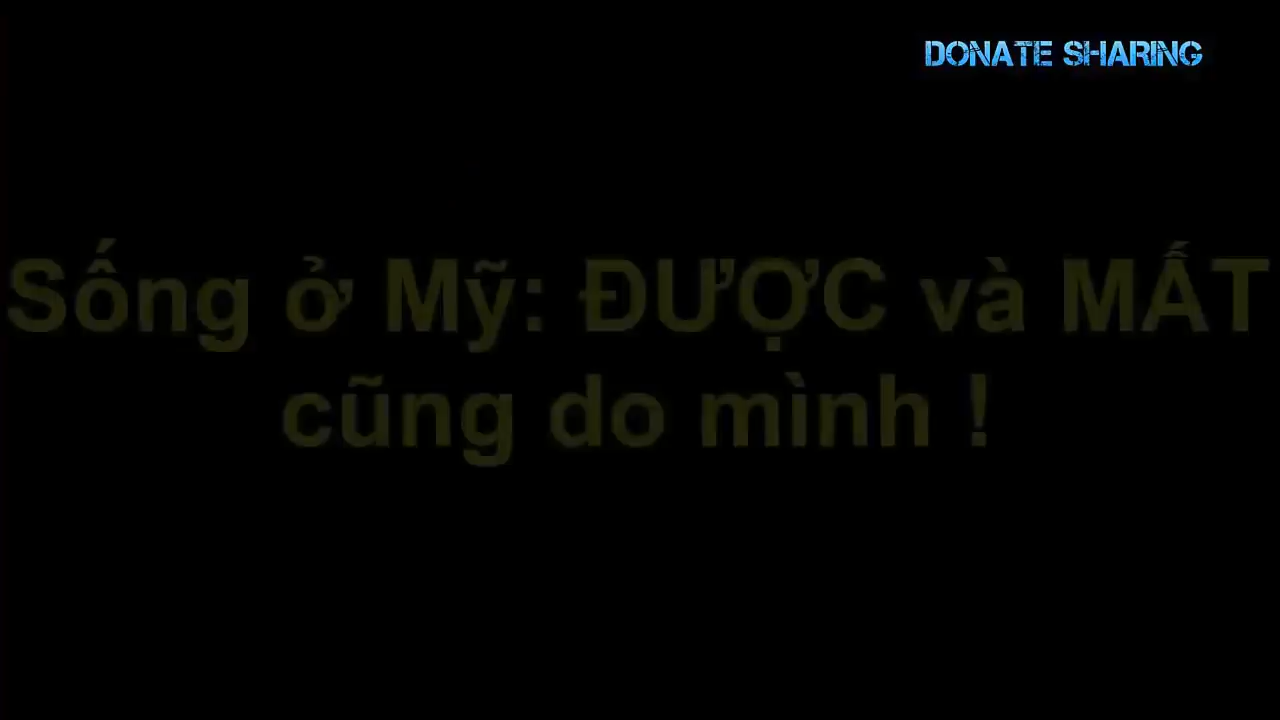 DONATE SHARING
Sống ở Mỹ: ĐƯỢC và MẤT
cũng do mình !